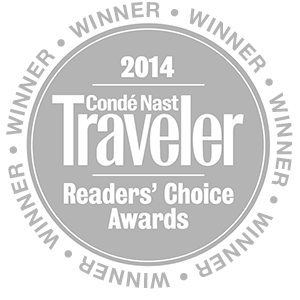 WINNER • WINNER • WINNER • WINNER • WINNER • WINNER • WINNER • WINNER •
2014
Condé Nast
Traveler
Readers' Choice
Awards